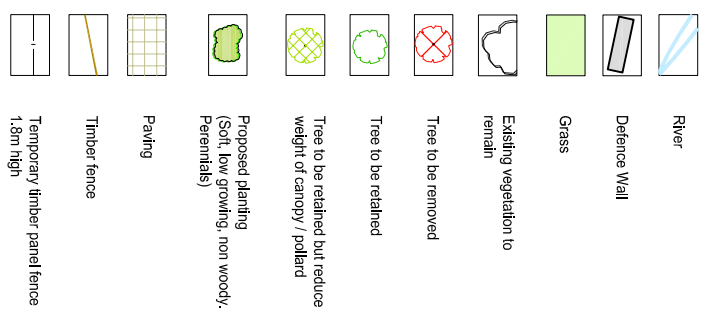 River
Defence Wall
Grass
Existing vegetation to
remain
Tree to be removed
Tree to be retained
Tree to be retained but reduce
weight of canopy / pollard
Proposed planting
(Soft, low growing, non woody.
Perennials)
Paving
Timber fence
Temporary timber panel fence
1.8m high